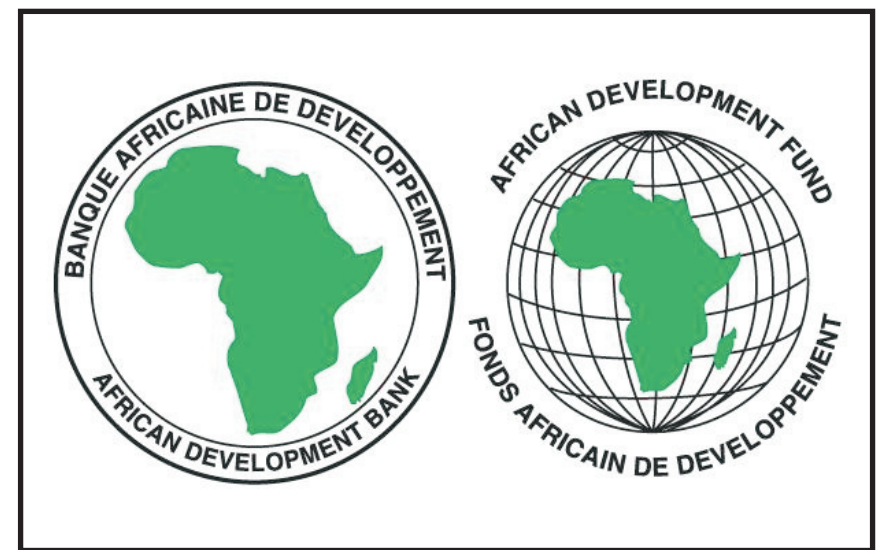 BANQUE AFRICAINE DE DEVELOPPEMENT
AFRICAN DEVELOPMENT BANK
AFRICAN DEVELOPMENT FUND
FONDS AFRICAIN DE DEVELOPPEMENT